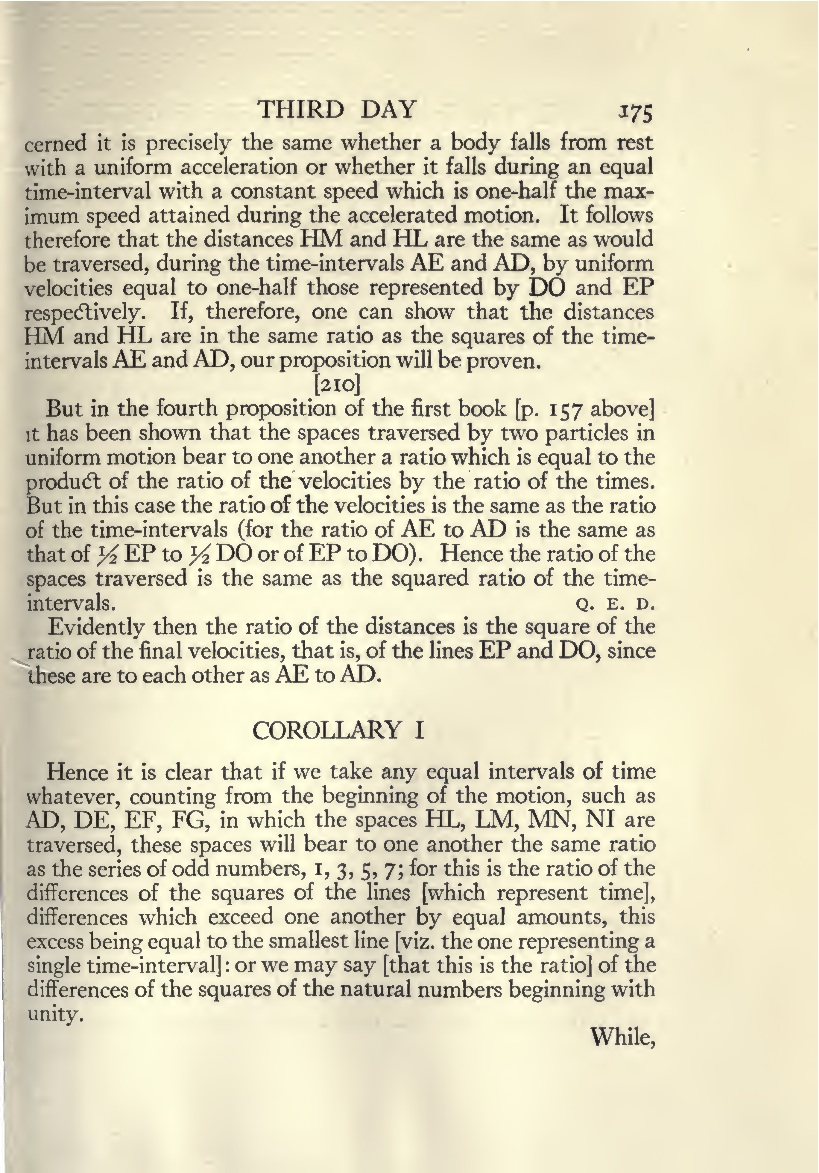 THIRD DAY 175
cerned it is precisely the same whether a body falls from rest
with a uniform acceleration or whether it falls during an equal
time-interval with a constant speed which is one-half the max-
imum speed attained during the accelerated motion. It follows
therefore that the distances HM and HL are the same as would
be traversed, during the time-intervals AE and AD, by uniform
velocities equal to one-half those represented by DO and EP
respectively. If, therefore, one can show that the distances
HM and HL are in the same ratio as the squares of the time-
intervals AE and AD, our proposition will be proven.
[210]
But in the fourth proposition of the first book [p. 157 above]
it has been shown that the spaces traversed by two particles in
uniform motion bear to one another a ratio which is equal to the
product of the ratio of the velocities by the ratio of the times.
But in this case the ratio of the velocities is the same as the ratio
of the time-intervals (for the ratio of AE to AD is the same as
that of ½ EP to ½ DO or of EP to DO). Hence the ratio of the
spaces traversed is the same as the squared ratio of the time-
intervals. Q. E. D.
Evidently then the ratio of the distances is the square of the
ratio of the final velocities, that is, of the lines EP and DO, since
these are to each other as AE to AD.
COROLLARY I
Hence it is clear that if we take any equal intervals of time
whatever, counting from the beginning of the motion, such as
AD, DE, EF, FG, in which the spaces HL, LM, MN, NI are
traversed, these spaces will bear to one another the same ratio
as the series of odd numbers, 1, 3, 5, 7; for this is the ratio of the
differences of the squares of the lines [which represent time],
differences which exceed one another by equal amounts, this
excess being equal to the smallest line [viz. the one representing a
single time-interval]: or we may say [that this is the ratio] of the
differences of the squares of the natural numbers beginning with
unity.
While,